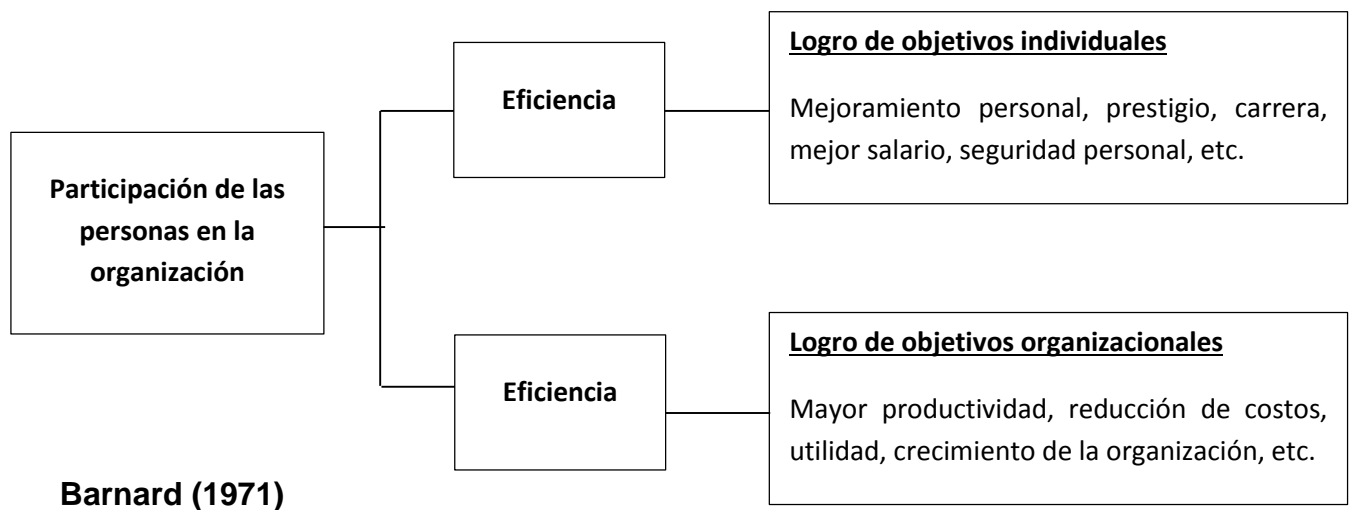 Participación de las
personas en la
organización
Eficiencia
Logro de objetivos individuales
Mejoramiento personal, prestigio, carrera,
mejor salario, seguridad personal, etc.
Eficiencia
Logro de objetivos organizacionales
Mayor productividad, reducción de costos,
utilidad, crecimiento de la organización, etc.
Barnard (1971)